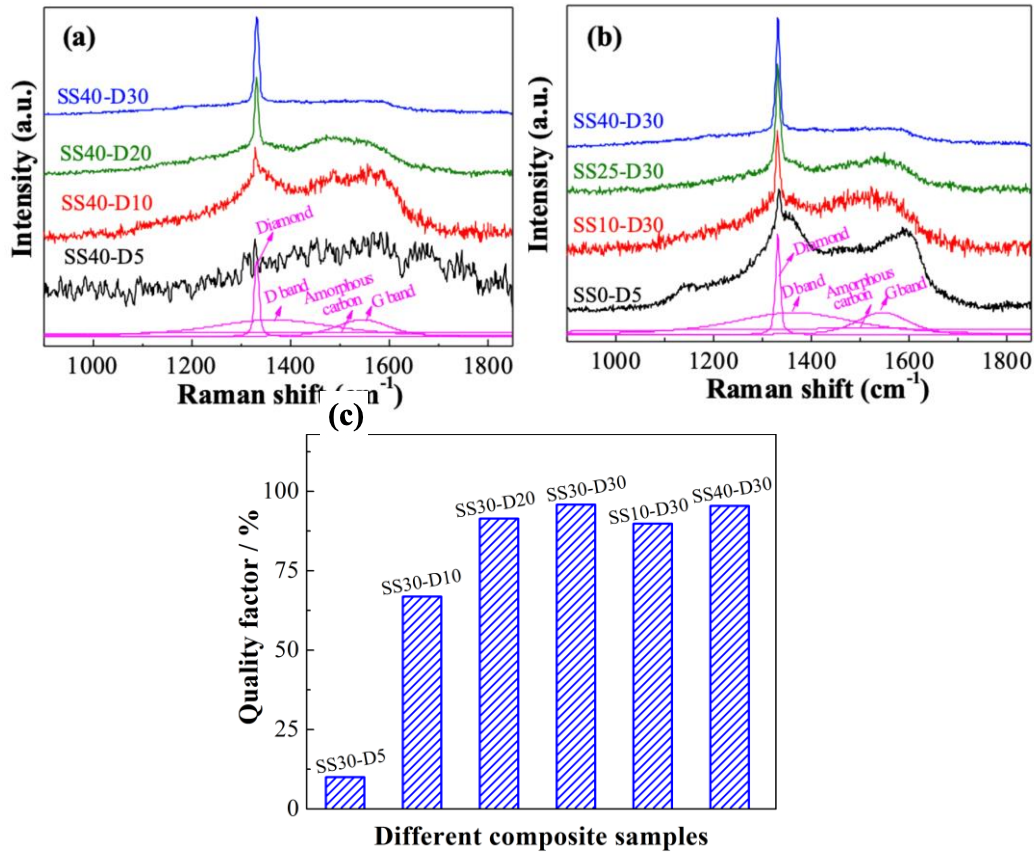 (a)
Intensity (a.u.)
SS40-D30
SS40-D20
SS40-D10
SS40-D5
Diamond
D band
Amorphous
carbon
G band
1000 1200 1400 1600 1800
Raman shift (cm-1)
(b)
Intensity (a.u.)
SS40-D30
SS25-D30
SS10-D30
SS0-D5
Diamond
D band
Amorphous
carbon
G band
1000 1200 1400 1600 1800
Raman shift (cm-1)
(c)
Quality factor / %
100
75
50
25
0
SS30-D5
SS30-D10
SS30-D20
SS30-D30
SS10-D30
SS40-D30
Different composite samples